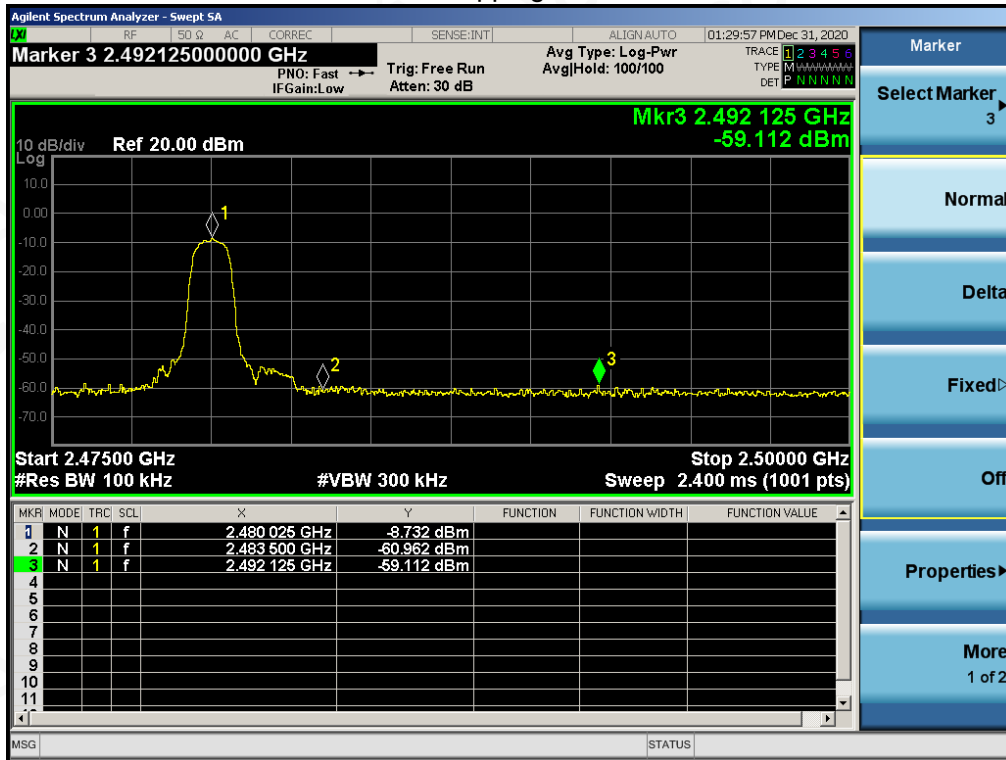 Agilent Spectrum Analyzer - Swept SA
LXI RF 50 Ω AC CORREC SENSE:INT ALIGN AUTO 01:29:57 PM Dec 31, 2020
Marker 3 2.492125000000 GHz
PNO: Fast
IFGain:Low
Trig: Free Run
Atten: 30 dB
Avg Type: Log-Pwr
Avg|Hold: 100/100
TRACE 1 2 3 4 5 6
TYPE M W W W W W
DET P N N N N N
Mkr3 2.492 125 GHz
-59.112 dBm
10 dB/div Ref 20.00 dBm
Log
10.0
0.00
-10.0
-20.0
-30.0
-40.0
-50.0
-60.0
-70.0
1
2
3
Start 2.47500 GHz Stop 2.50000 GHz
#Res BW 100 kHz #VBW 300 kHz Sweep 2.400 ms (1001 pts)
MKR MODE TRC SCL X Y FUNCTION FUNCTION WIDTH FUNCTION VALUE
1 N 1 f 2.480 025 GHz -8.732 dBm
2 N 1 f 2.483 500 GHz -60.962 dBm
3 N 1 f 2.492 125 GHz -59.112 dBm
4
5
6
7
8
9
10
11
MSG STATUS
Marker
Select Marker
3
Normal
Delta
Fixed
Off
Properties
More
1 of 2